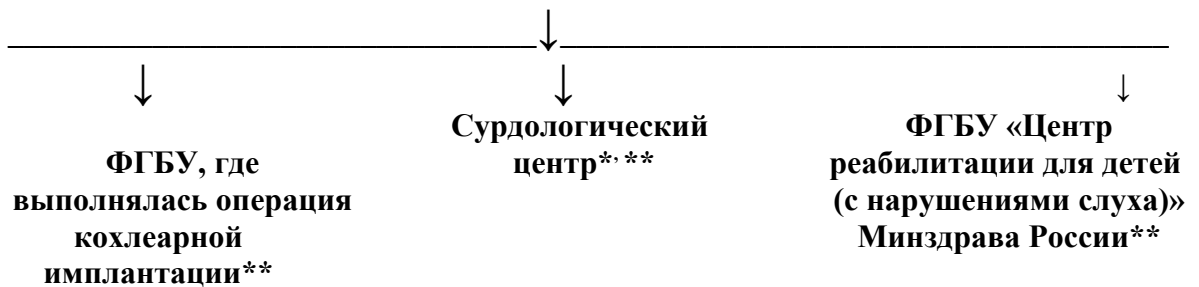 ФГБУ, где
выполнялась операция
кохлеарной
имплантации**
Сурдологический
центр*, **
ФГБУ «Центр
реабилитации для детей
(с нарушениями слуха)»
Минздрава России**